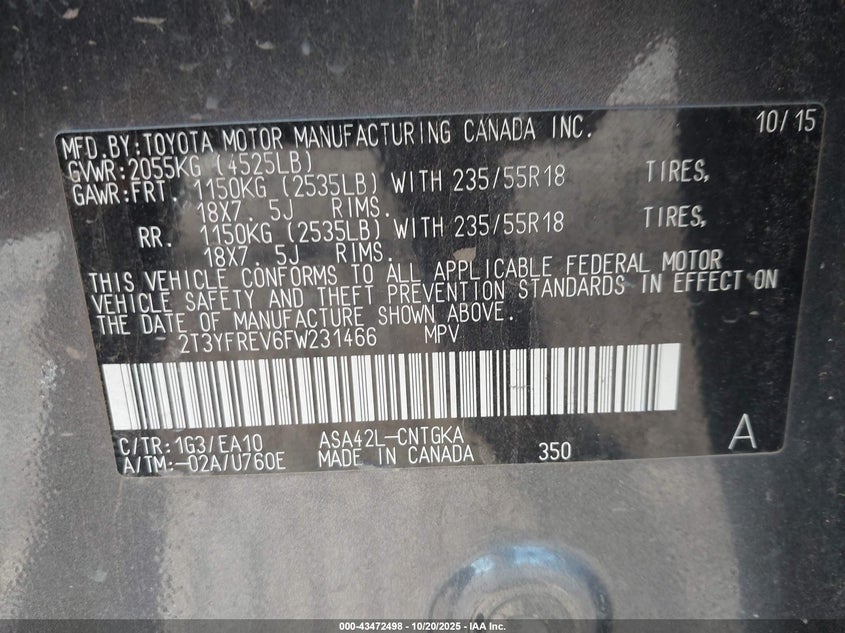 MFD.BY:TOYOTA MOTOR MANUFACTURING CANADA INC. 10/15
GVWR:2055KG (4525LB)
GAWR:FRT. 1150KG (2535LB) WITH 235/55R18 TIRES,
18X7. 5J RIMS.
RR. 1150KG (2535LB) WITH 235/55R18 TIRES,
18X7. 5J RIMS.
THIS VEHICLE CONFORMS TO ALL APPLICABLE FEDERAL MOTOR
VEHICLE SAFETY AND THEFT PREVENTION STANDARDS IN EFFECT ON
THE DATE OF MANUFACTURE SHOWN ABOVE.
2T3YFREV6FW231466 MPV
C/TR:1G3/EA10 ASA42L-CNTGKA A
A/TM:-02A/U760E MADE IN CANADA 350
000-43472498 - 10/20/2025 - IAA Inc.